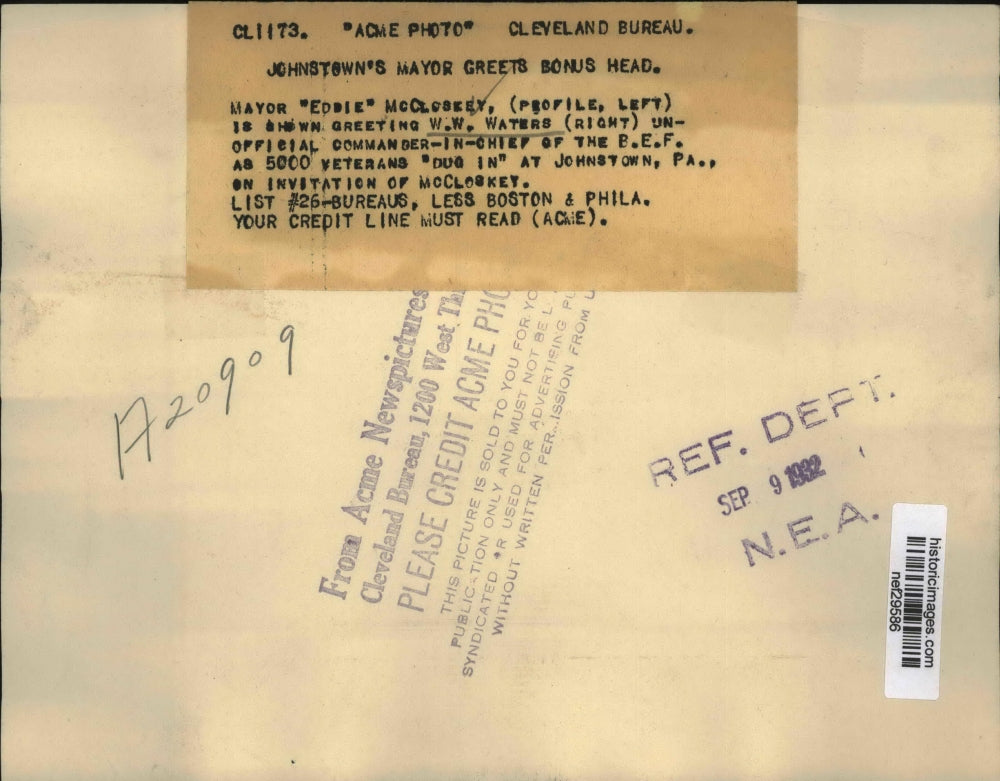 CL1173. "ACME PHOTO" CLEVELAND BUREAU.
JOHNSTOWN'S MAYOR GREETS BONUS HEAD.
MAYOR "EDDIE" MCCLOSKEY, (PROFILE, LEFT)
IS SHOWN GREETING W.W. WATERS (RIGHT) UN-
OFFICIAL COMMANDER-IN-CHIEF OF THE B.E.F.
AS 5000 VETERANS "DUG IN" AT JOHNSTOWN, PA.,
ON INVITATION OF MCCLOSKEY.
LIST #26-BUREAUS, LESS BOSTON & PHILA.
YOUR CREDIT LINE MUST READ (ACME).
A20909
From Acme Newspictures
Cleveland Bureau, 1200 West Th
PLEASE CREDIT ACME PHO
THIS PICTURE IS SOLD TO YOU FOR YO
PUBLICATION ONLY AND MUST NOT BE L
SYNDICATED OR USED FOR ADVERTISING PU
WITHOUT WRITTEN PERMISSION FROM U
REF. DEPT.
SEP 9 1932
N.E.A.
historicimages.com
nef29586